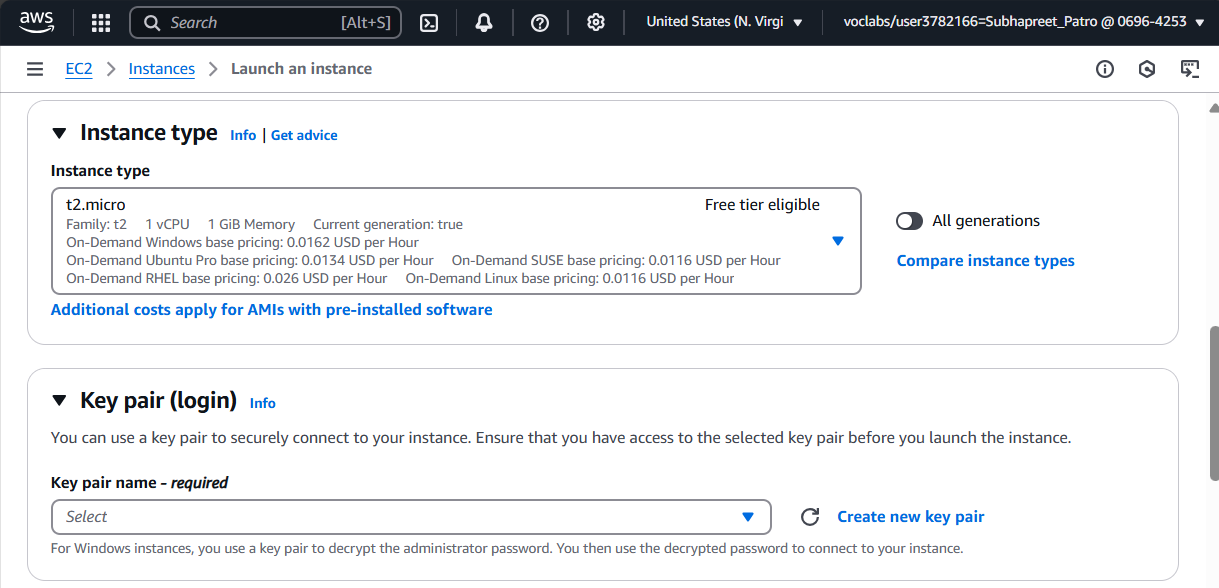 aws
Search [Alt+S]
United States (N. Virgi
voclabs/user3782166=Subhapreet_Patro @ 0696-4253
EC2 > Instances > Launch an instance
Instance type Info | Get advice
Instance type
t2.micro Free tier eligible
Family: t2 1 vCPU 1 GiB Memory Current generation: true
On-Demand Windows base pricing: 0.0162 USD per Hour
On-Demand Ubuntu Pro base pricing: 0.0134 USD per Hour On-Demand SUSE base pricing: 0.0116 USD per Hour
On-Demand RHEL base pricing: 0.026 USD per Hour On-Demand Linux base pricing: 0.0116 USD per Hour
All generations
Compare instance types
Additional costs apply for AMIs with pre-installed software
Key pair (login) Info
You can use a key pair to securely connect to your instance. Ensure that you have access to the selected key pair before you launch the instance.
Key pair name - required
Select
Create new key pair
For Windows instances, you use a key pair to decrypt the administrator password. You then use the decrypted password to connect to your instance.